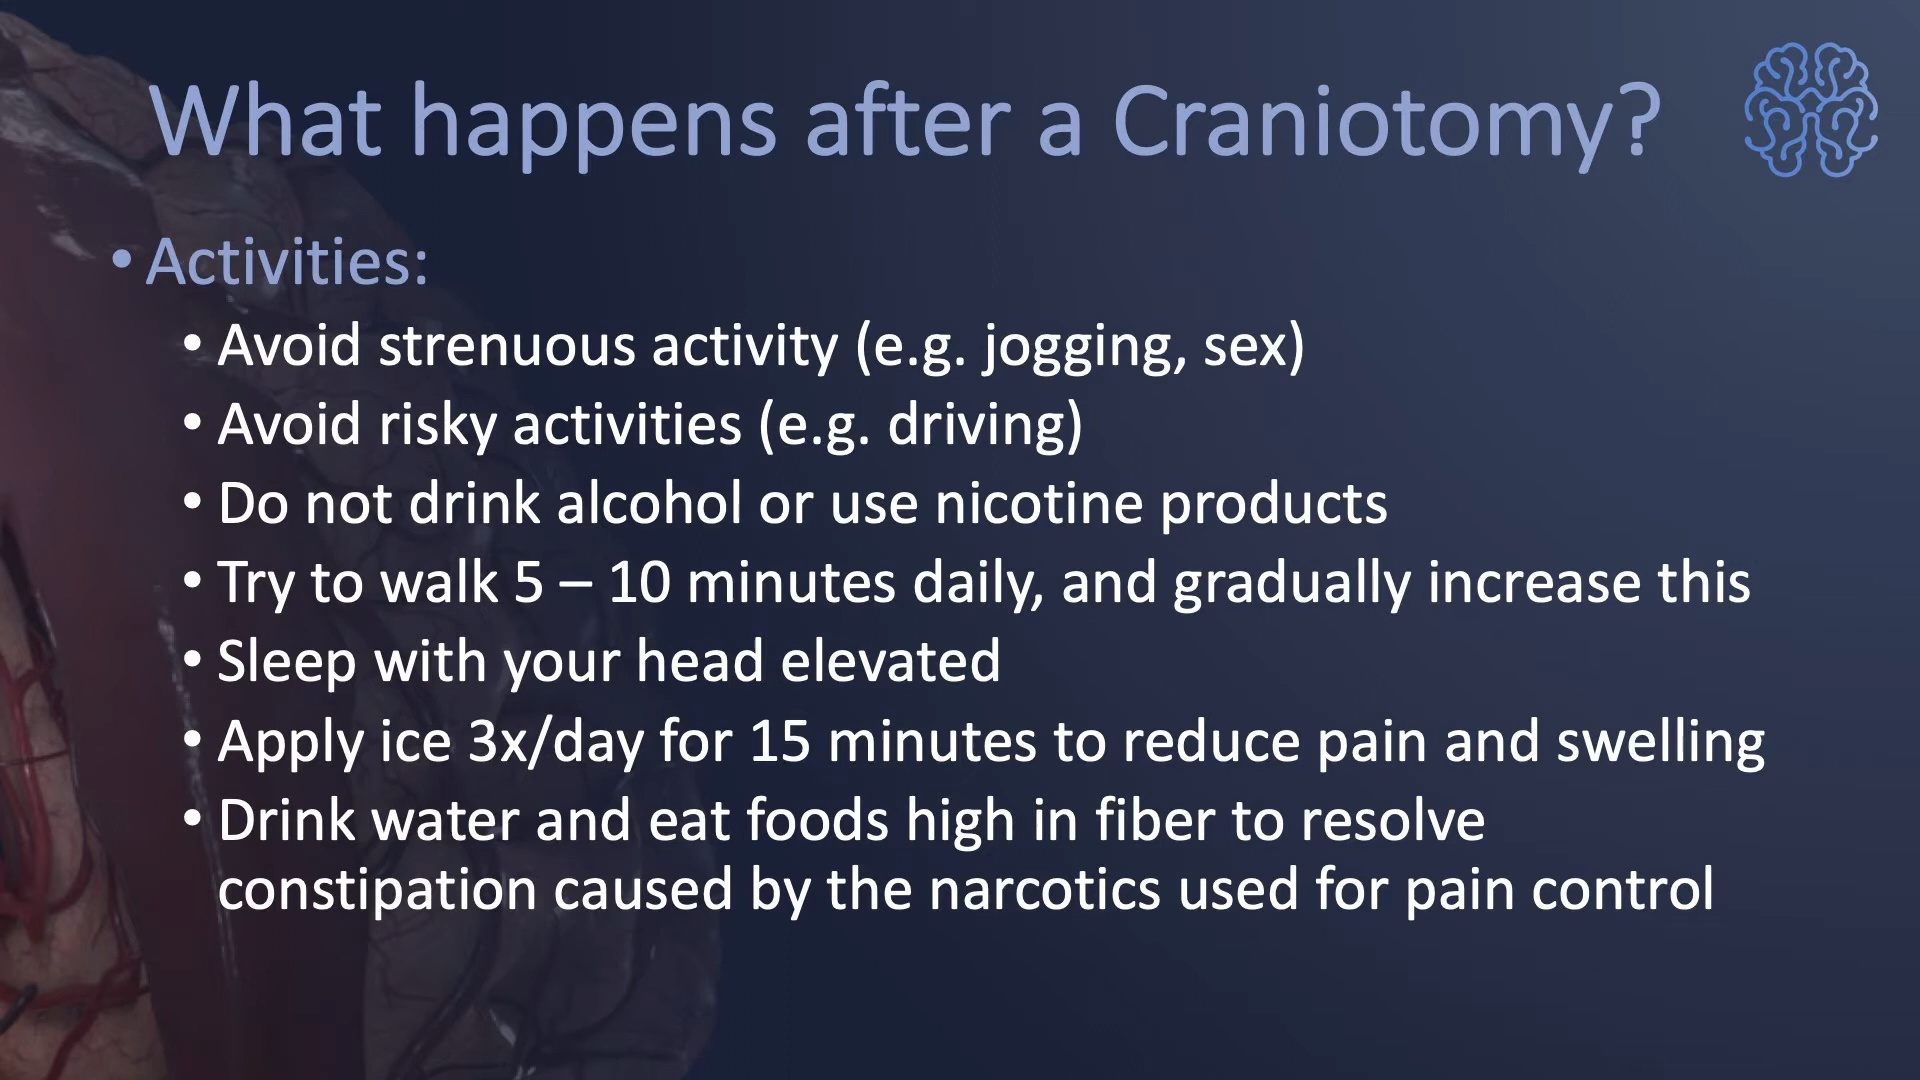 What happens after a Craniotomy?
• Activities:
• Avoid strenuous activity (e.g. jogging, sex)
• Avoid risky activities (e.g. driving)
• Do not drink alcohol or use nicotine products
• Try to walk 5 – 10 minutes daily, and gradually increase this
• Sleep with your head elevated
• Apply ice 3x/day for 15 minutes to reduce pain and swelling
• Drink water and eat foods high in fiber to resolve
constipation caused by the narcotics used for pain control